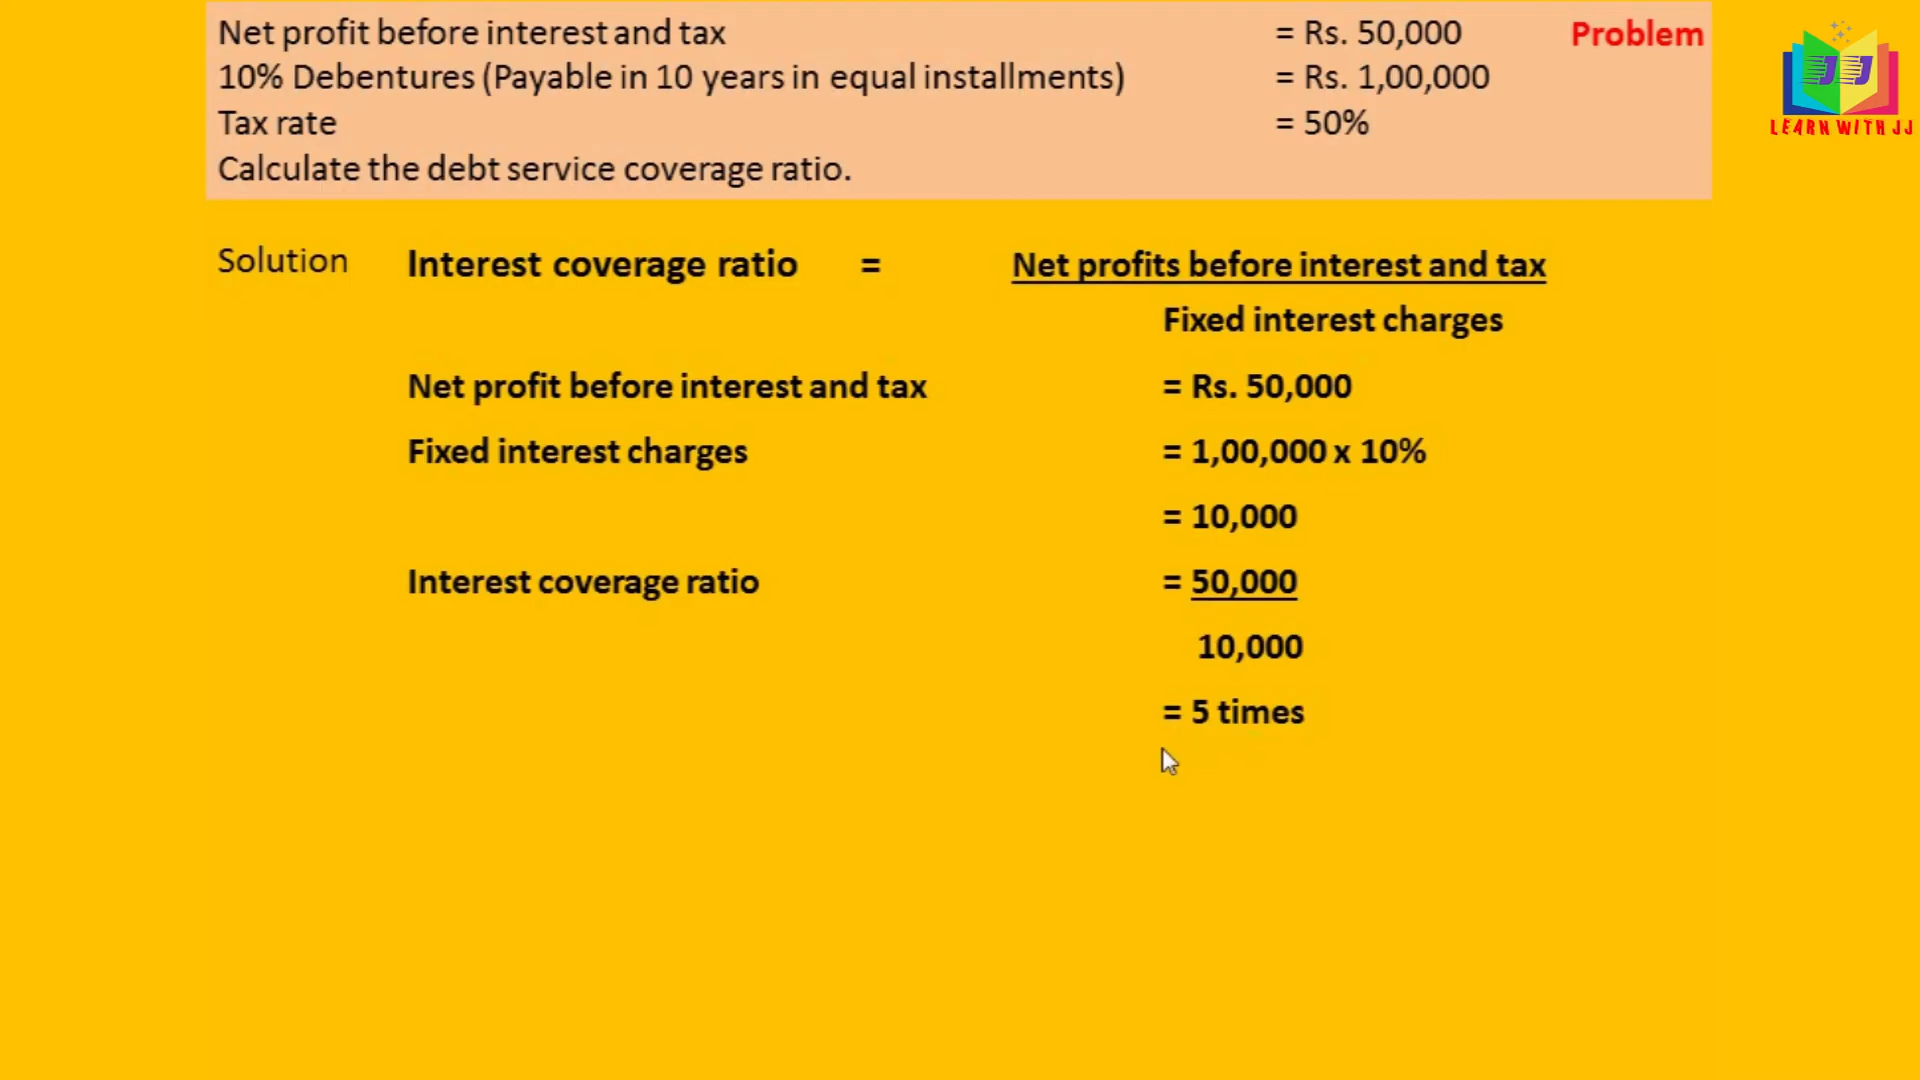 Net profit before interest and tax = Rs. 50,000 Problem
10% Debentures (Payable in 10 years in equal installments) = Rs. 1,00,000
Tax rate = 50%
Calculate the debt service coverage ratio.
JJ
LEARN WITH JJ
Solution Interest coverage ratio = Net profits before interest and tax
Fixed interest charges
Net profit before interest and tax = Rs. 50,000
Fixed interest charges = 1,00,000 x 10%
= 10,000
Interest coverage ratio = 50,000
10,000
= 5 times